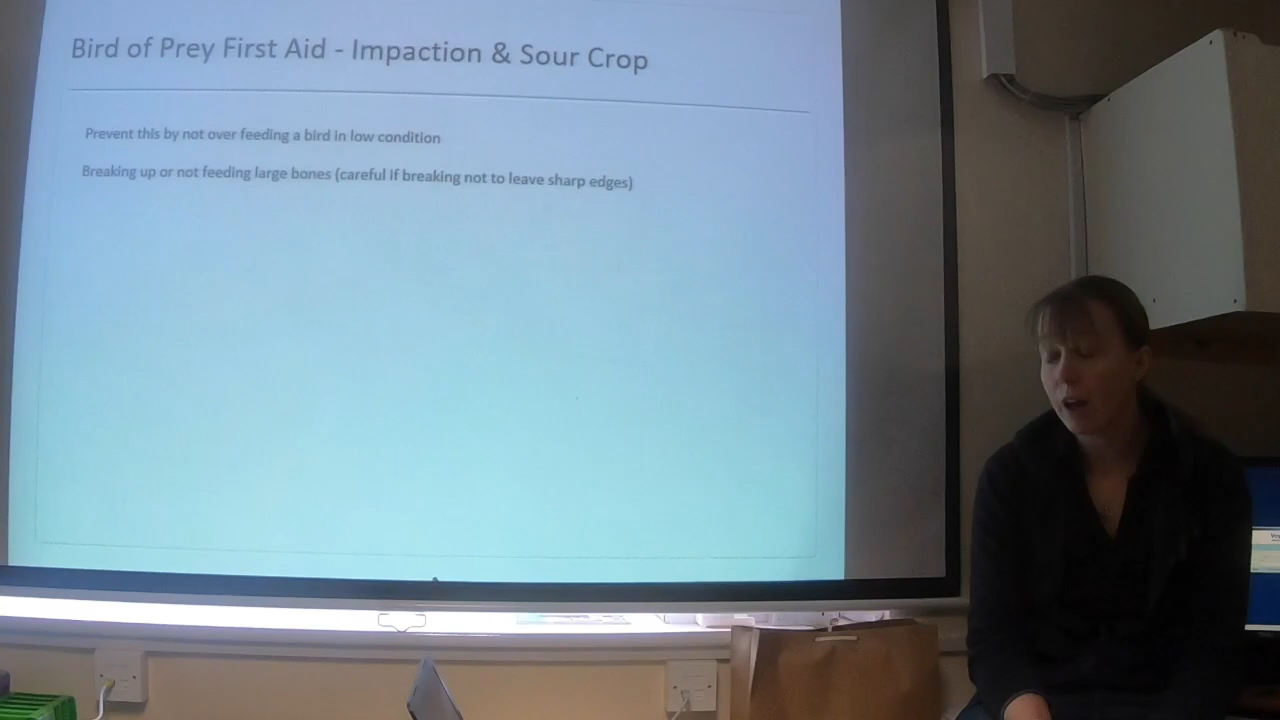 Bird of Prey First Aid - Impaction & Sour Crop
Prevent this by not over feeding a bird in low condition
Breaking up or not feeding large bones (careful if breaking not to leave sharp edges)